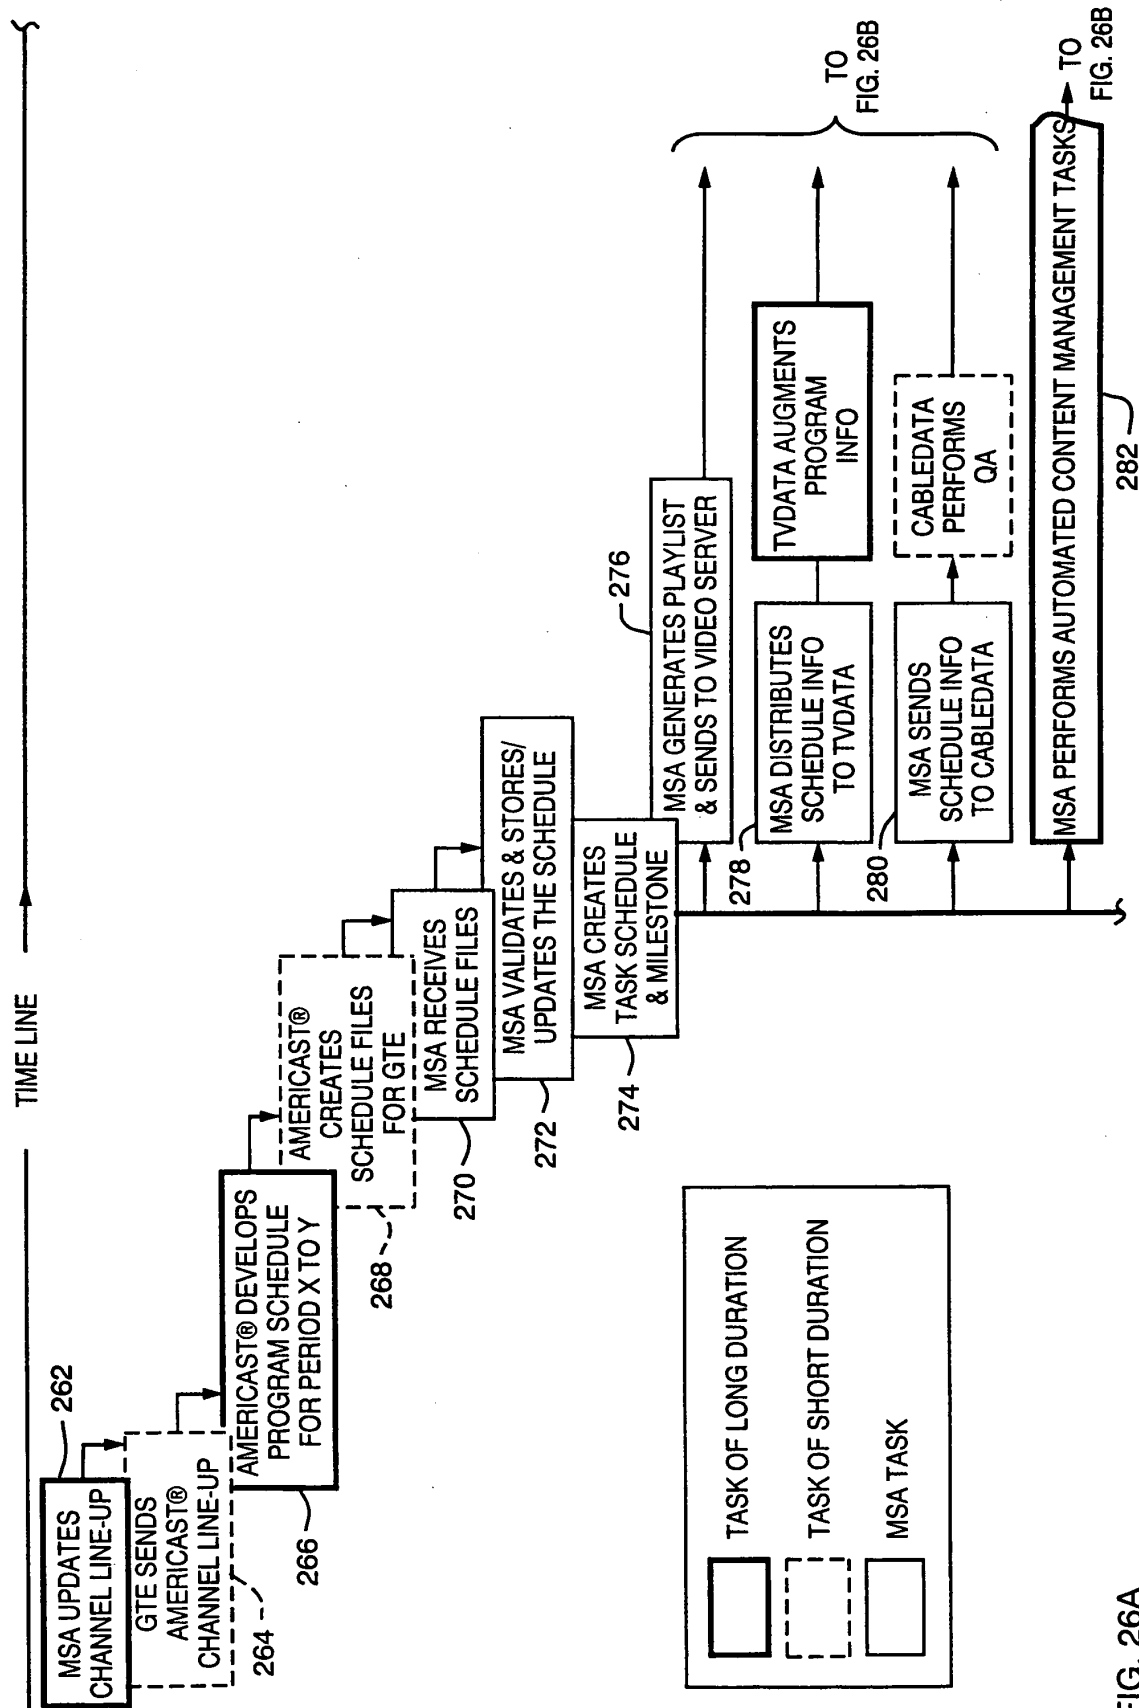 TIME LINE
262
MSA UPDATES
CHANNEL LINE-UP
GTE SENDS
AMERICAST®
CHANNEL LINE-UP
264
AMERICAST® DEVELOPS
PROGRAM SCHEDULE
FOR PERIOD X TO Y
266
AMERICAST®
CREATES
SCHEDULE FILES
FOR GTE
268
MSA RECEIVES
SCHEDULE FILES
270
MSA VALIDATES & STORES/
UPDATES THE SCHEDULE
272
MSA CREATES
TASK SCHEDULE
& MILESTONE
274
276
MSA GENERATES PLAYLIST
& SENDS TO VIDEO SERVER
278
MSA DISTRIBUTES
SCHEDULE INFO
TO TVDATA
TVDATA AUGMENTS
PROGRAM
INFO
280
MSA SENDS
SCHEDULE INFO
TO CABLEDATA
CABLEDATA
PERFORMS
QA
TO
FIG. 26B
MSA PERFORMS AUTOMATED CONTENT MANAGEMENT TASKS
282
TO
FIG. 26B
TASK OF LONG DURATION
TASK OF SHORT DURATION
MSA TASK
FIG. 26A